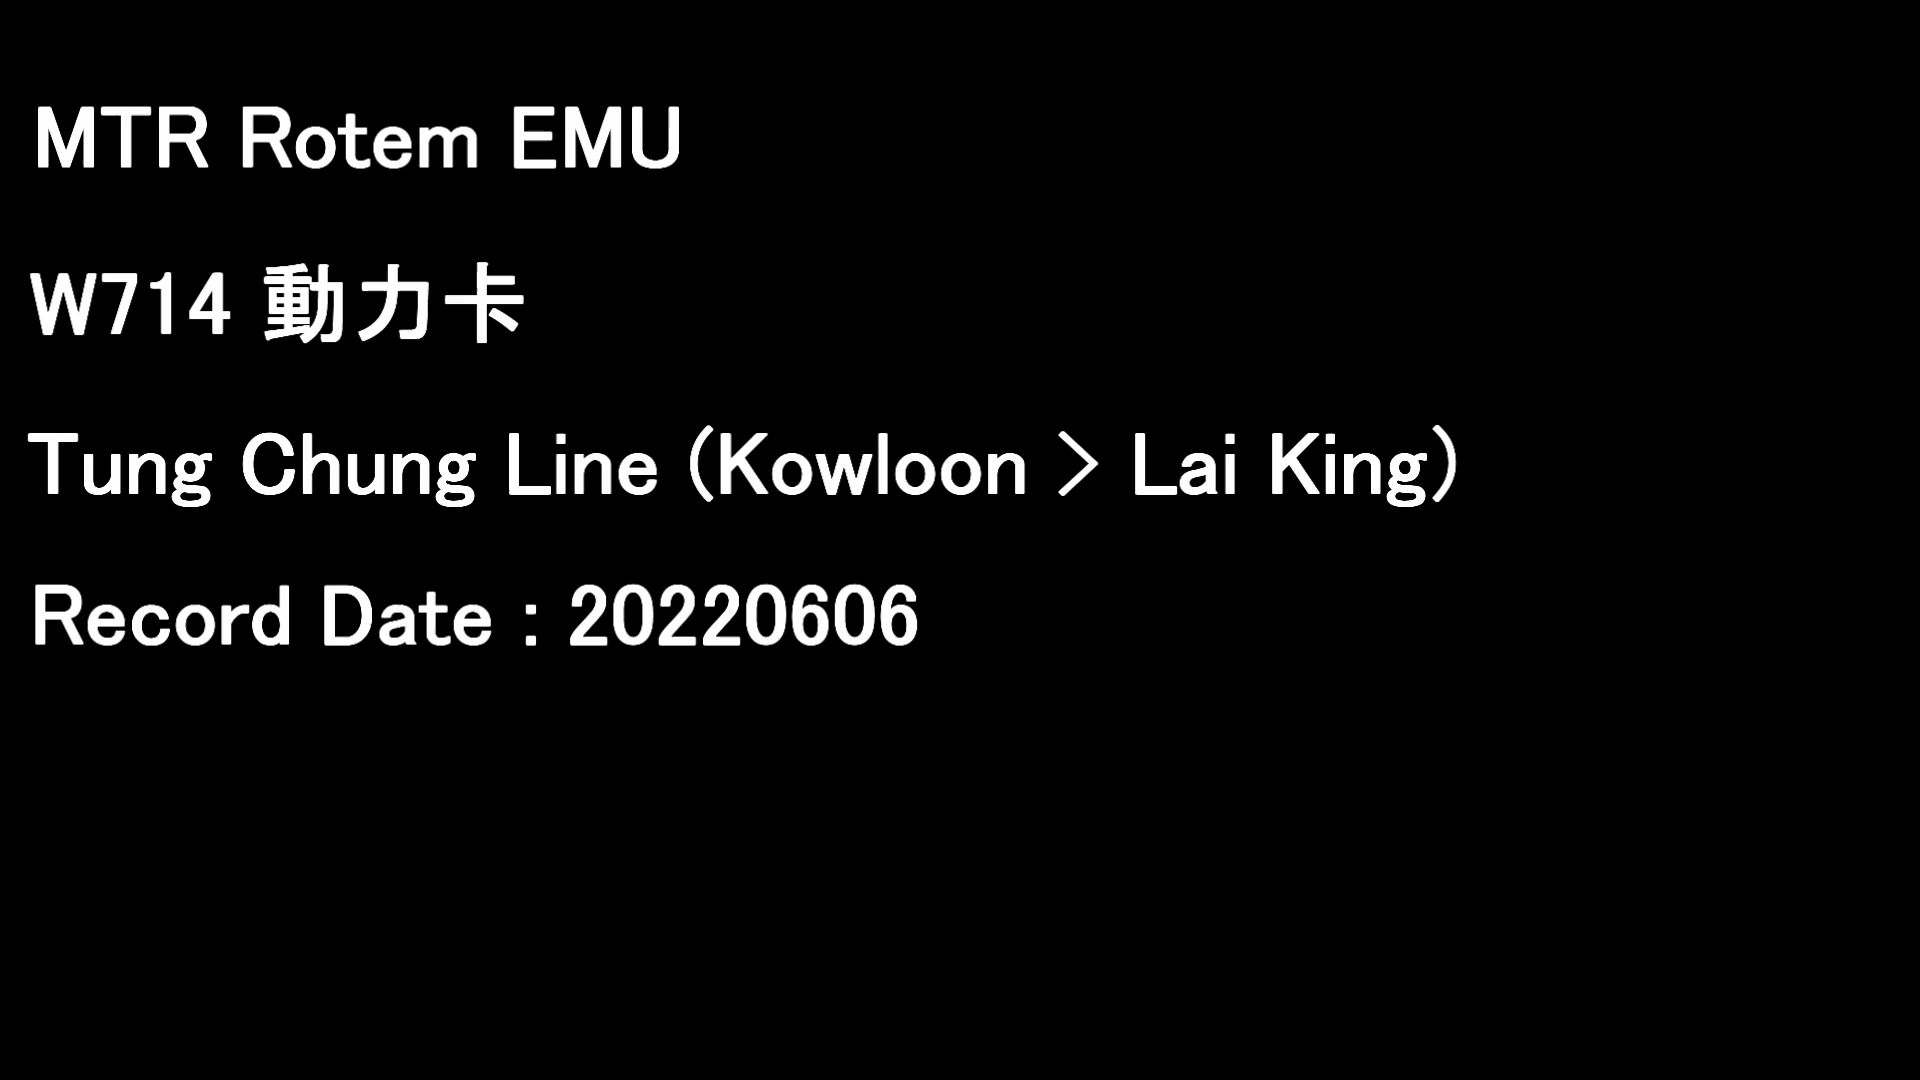 MTR Rotem EMU
W714 動力卡
Tung Chung Line (Kowloon > Lai King)
Record Date : 20220606